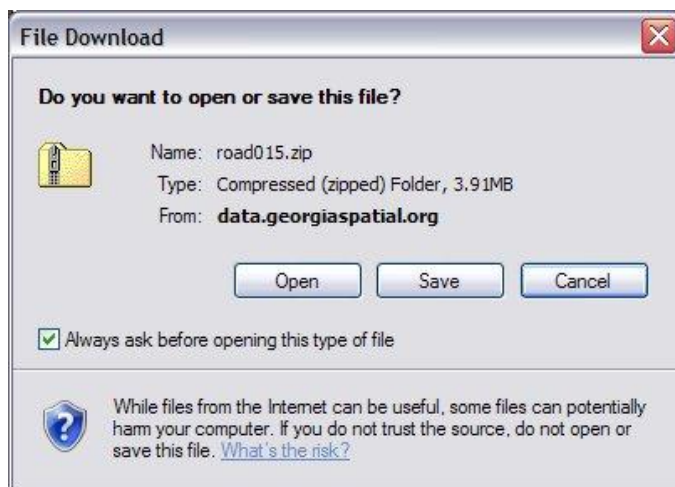 File Download
Do you want to open or save this file?
Name: road015.zip
Type: Compressed (zipped) Folder, 3.91MB
From: data.georgiaspatial.org
Open Save Cancel
Always ask before opening this type of file
While files from the Internet can be useful, some files can potentially
harm your computer. If you do not trust the source, do not open or
save this file. What's the risk?